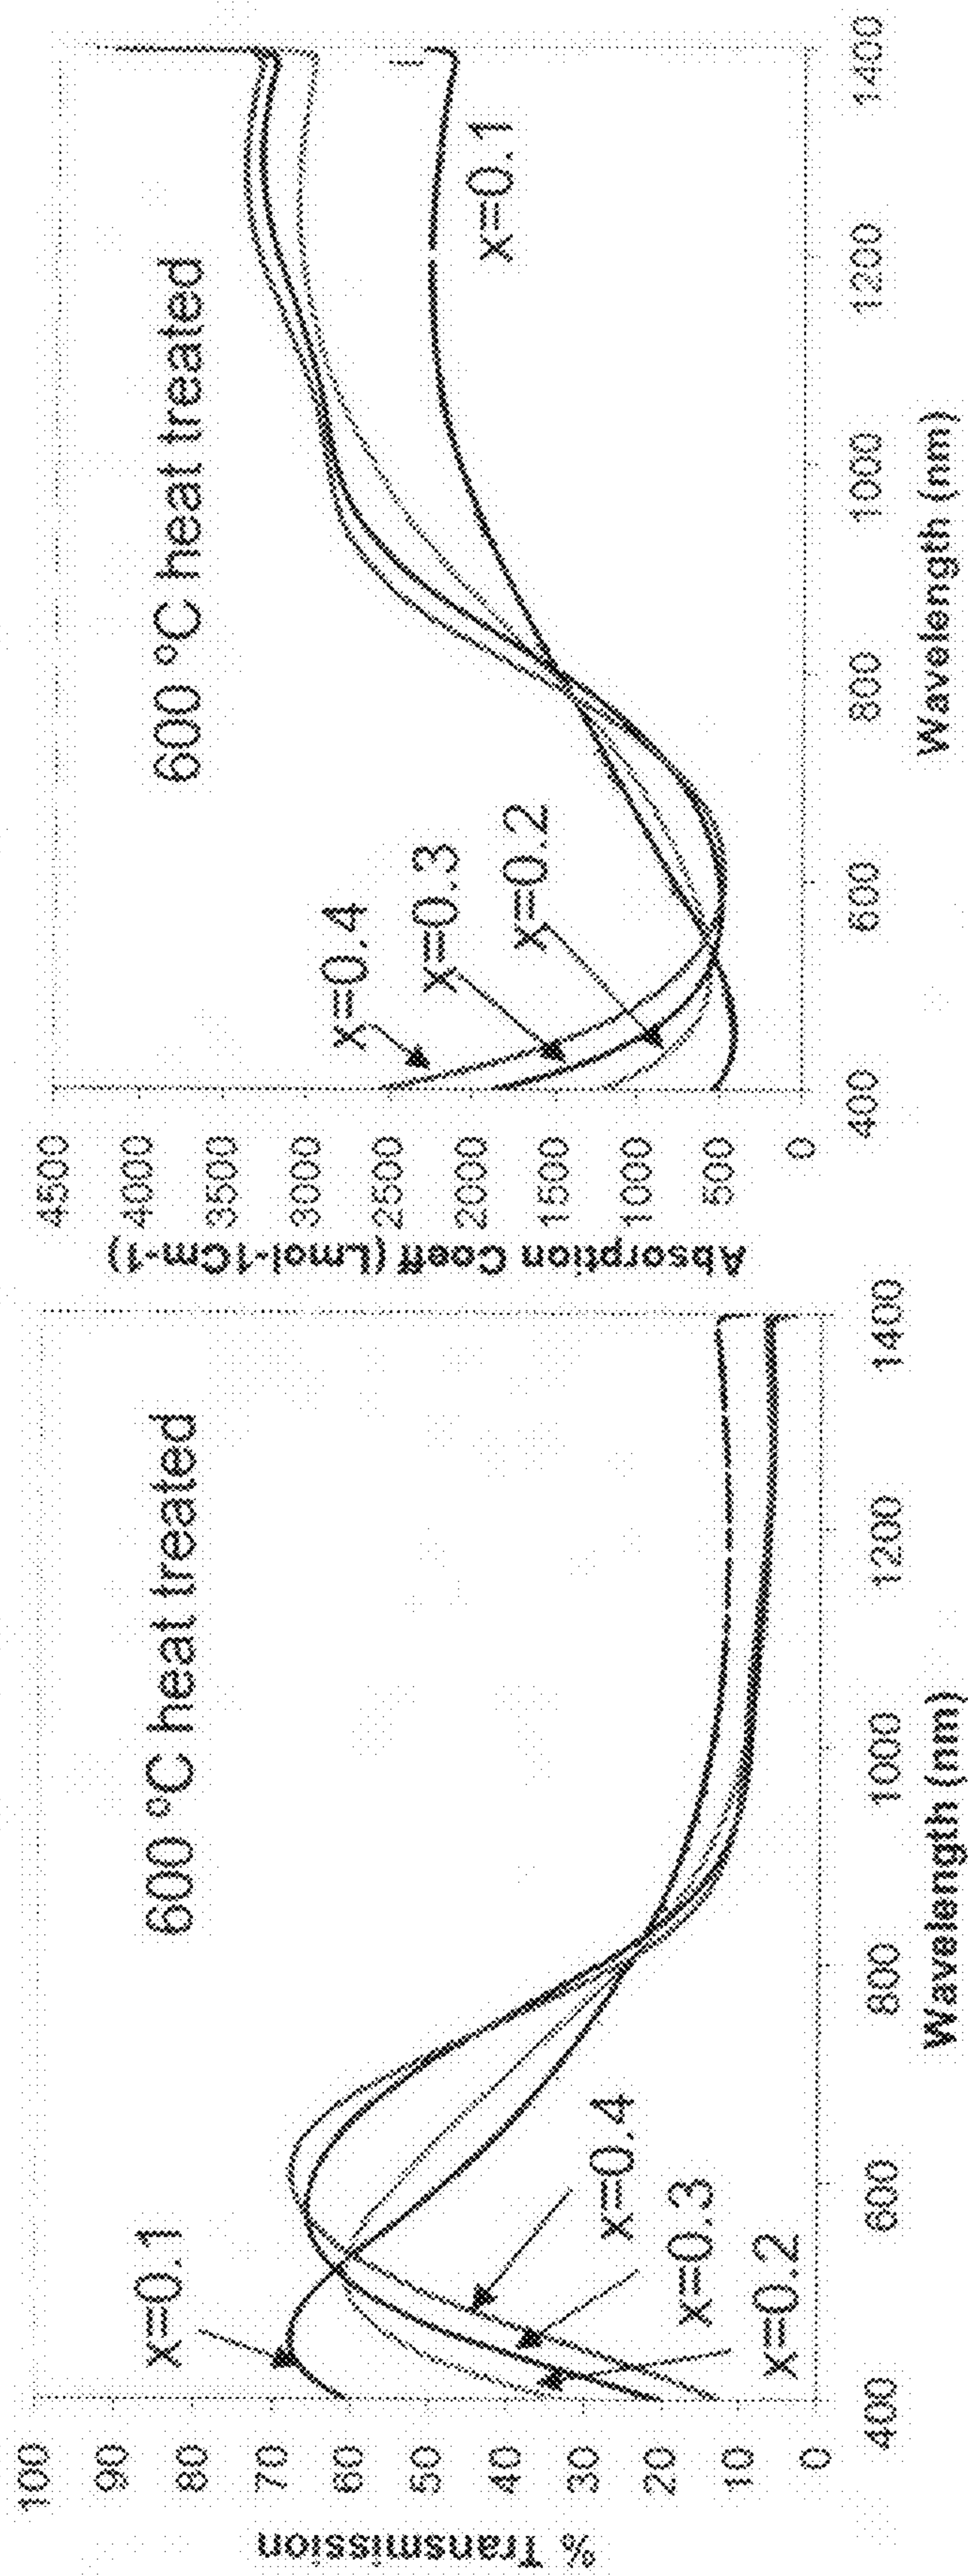 600 ºC heat treated
% Transmission
100
90
80
70
60
50
40
30
20
10
0
x=0.1
x=0.4
x=0.3
x=0.2
400
600
800
1000
1200
1400
Wavelength (nm)
600 ºC heat treated
Absorption Coeff (Lmol-1Cm-1)
4500
4000
3500
3000
2500
2000
1500
1000
500
0
x=0.4
x=0.3
x=0.2
x=0.1
400
600
800
1000
1200
1400
Wavelength (nm)